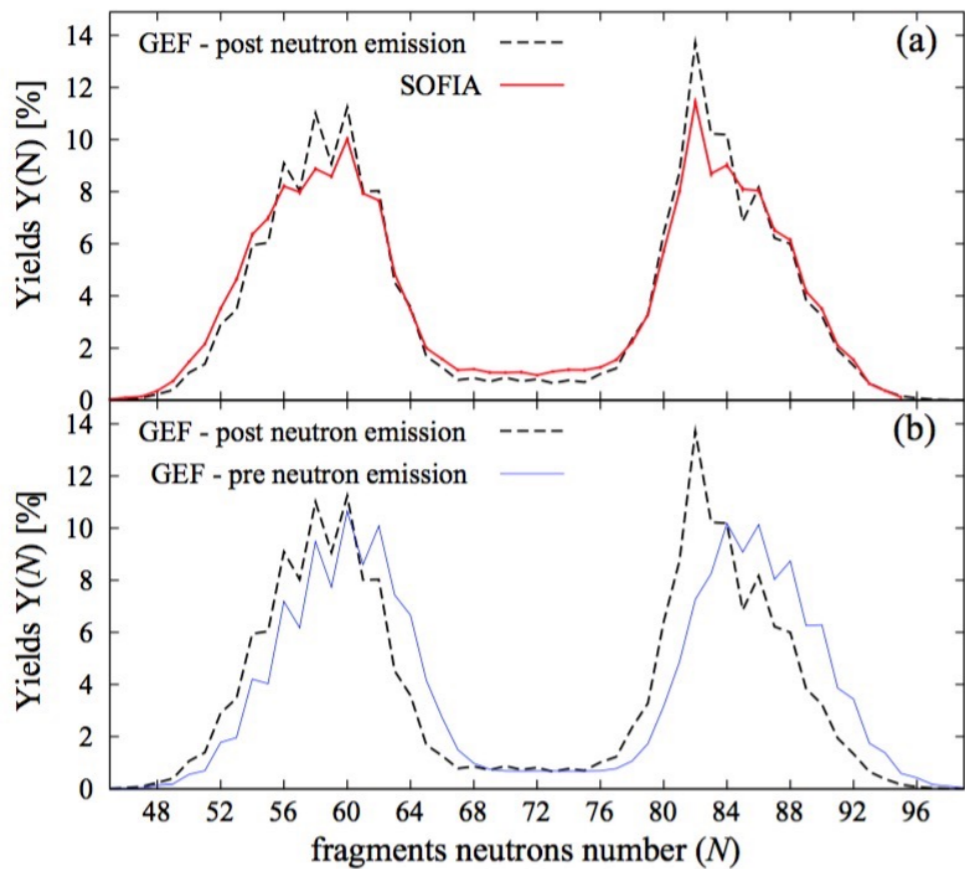 14
12
10
8
6
4
2
0
Yields Y(N) [%]
GEF - post neutron emission
SOFIA
(a)
14
12
10
8
6
4
2
0
Yields Y(N) [%]
GEF - post neutron emission
GEF - pre neutron emission
(b)
48 52 56 60 64 68 72 76 80 84 88 92 96
fragments neutrons number (N)